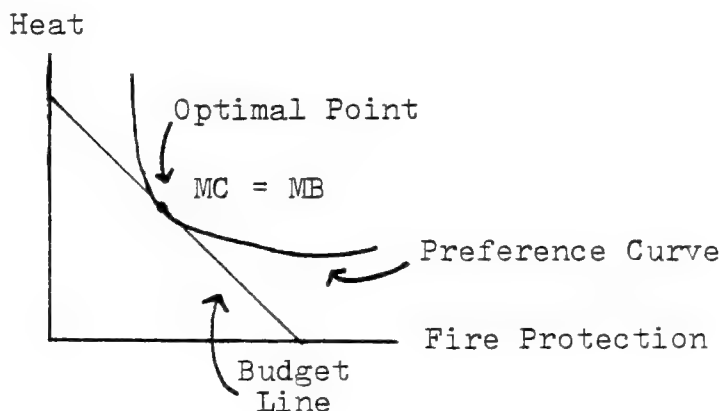 Heat
Optimal Point
MC = MB
Preference Curve
Fire Protection
Budget
Line